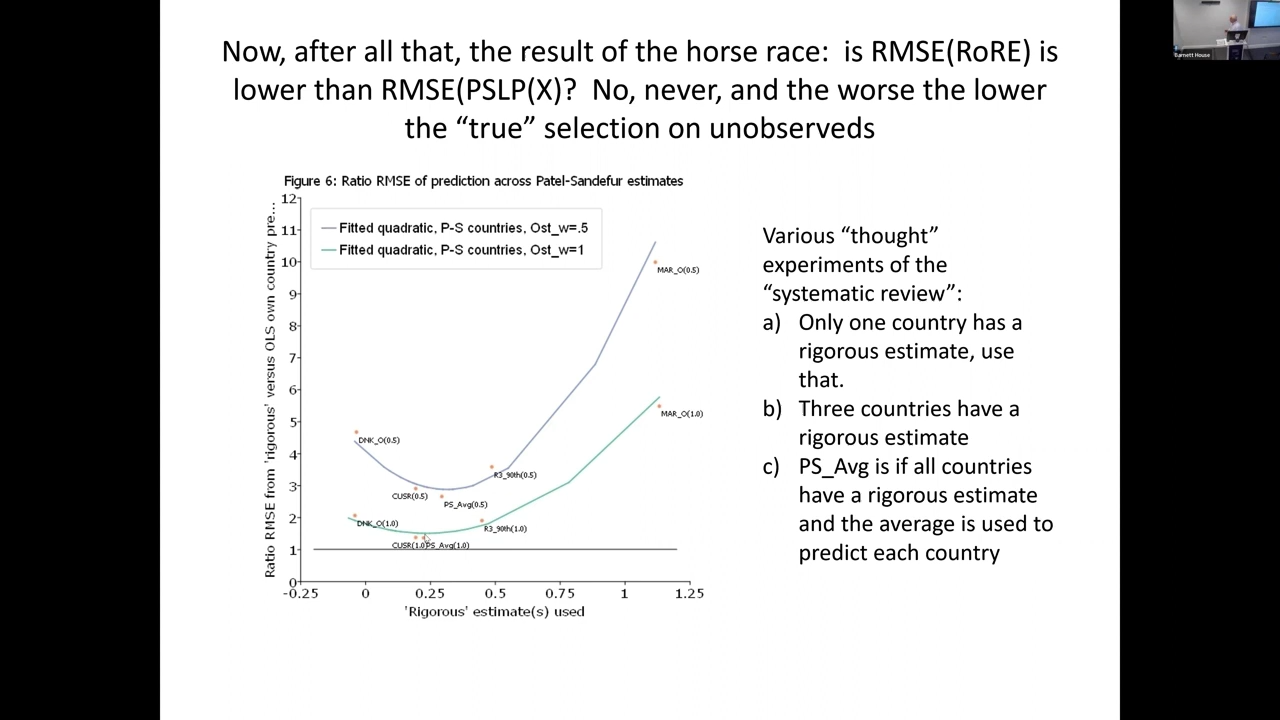 Now, after all that, the result of the horse race: is RMSE(RoRE) is
lower than RMSE(PSLP(X)? No, never, and the worse the lower
the “true” selection on unobserveds
Figure 6: Ratio RMSE of prediction across Patel-Sandefur estimates
Ratio RMSE from 'rigorous' versus OLS own country pre...
12
11
10
9
8
7
6
5
4
3
2
1
0
Fitted quadratic, P-S countries, Ost_w=.5
Fitted quadratic, P-S countries, Ost_w=1
MAR_O(0.5)
MAR_O(1.0)
DNK_O(0.5)
R3_90th(0.5)
CUSR(0.5)
PS_Avg(0.5)
DNK_O(1.0)
R3_90th(1.0)
CUSR(1.0)
PS_Avg(1.0)
-0.25 0 0.25 0.5 0.75 1 1.25
'Rigorous' estimate(s) used
Various “thought”
experiments of the
“systematic review”:
a) Only one country has a
rigorous estimate, use
that.
b) Three countries have a
rigorous estimate
c) PS_Avg is if all countries
have a rigorous estimate
and the average is used to
predict each country
Barnett House